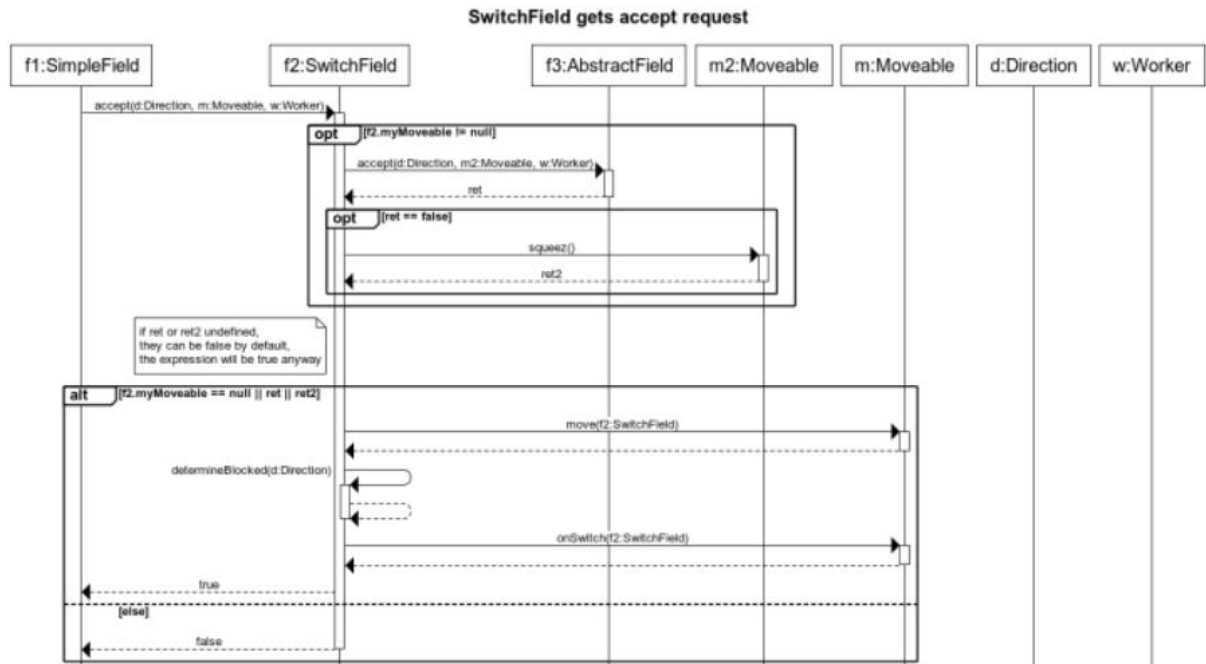 SwitchField gets accept request
f1:SimpleField
f2:SwitchField
f3:AbstractField
m2:Moveable
m:Moveable
d:Direction
w:Worker
accept(d:Direction, m:Moveable, w:Worker)
opt
[f2.myMoveable != null]
accept(d:Direction, m2:Moveable, w:Worker)
ret
opt
[ret == false]
squeez()
ret2
if ret or ret2 undefined,
they can be false by default,
the expression will be true anyway
alt
[f2.myMoveable == null || ret || ret2]
move(f2:SwitchField)
determineBlocked(d:Direction)
onSwitch(f2:SwitchField)
true
[else]
false